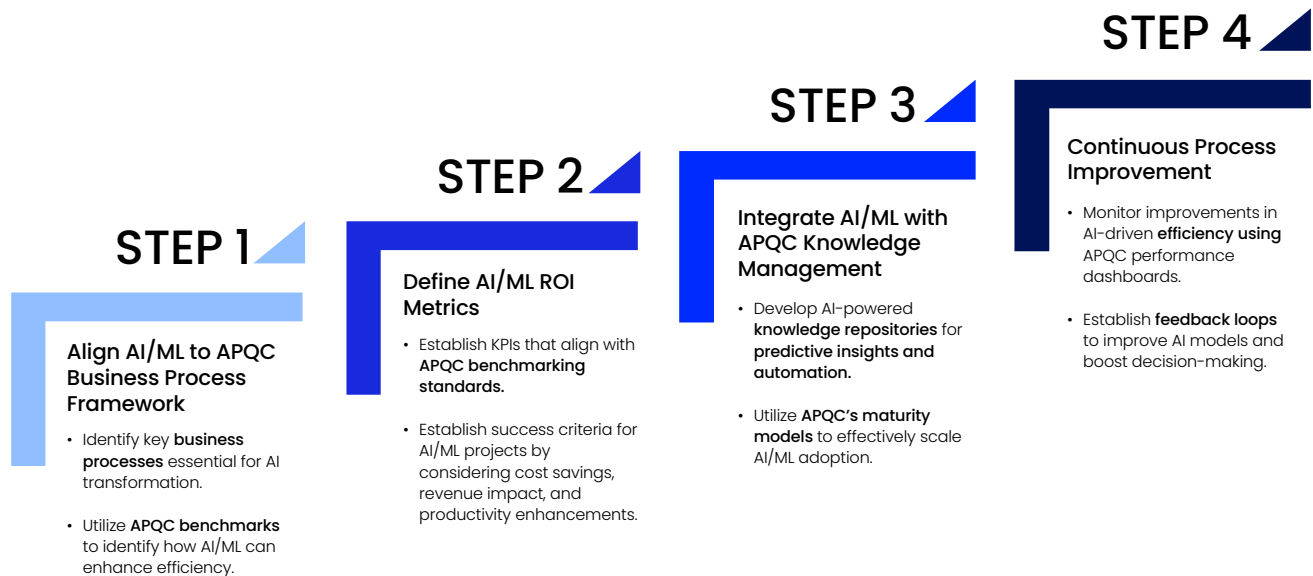 STEP 1
Align AI/ML to APQC
Business Process
Framework
• Identify key business
processes essential for AI
transformation.
• Utilize APQC benchmarks
to identify how AI/ML can
enhance efficiency.
STEP 2
Define AI/ML ROI
Metrics
• Establish KPIs that align with
APQC benchmarking
standards.
• Establish success criteria for
AI/ML projects by
considering cost savings,
revenue impact, and
productivity enhancements.
STEP 3
Integrate AI/ML with
APQC Knowledge
Management
• Develop AI-powered
knowledge repositories for
predictive insights and
automation.
• Utilize APQC’s maturity
models to effectively scale
AI/ML adoption.
STEP 4
Continuous Process
Improvement
• Monitor improvements in
AI-driven efficiency using
APQC performance
dashboards.
• Establish feedback loops
to improve AI models and
boost decision-making.